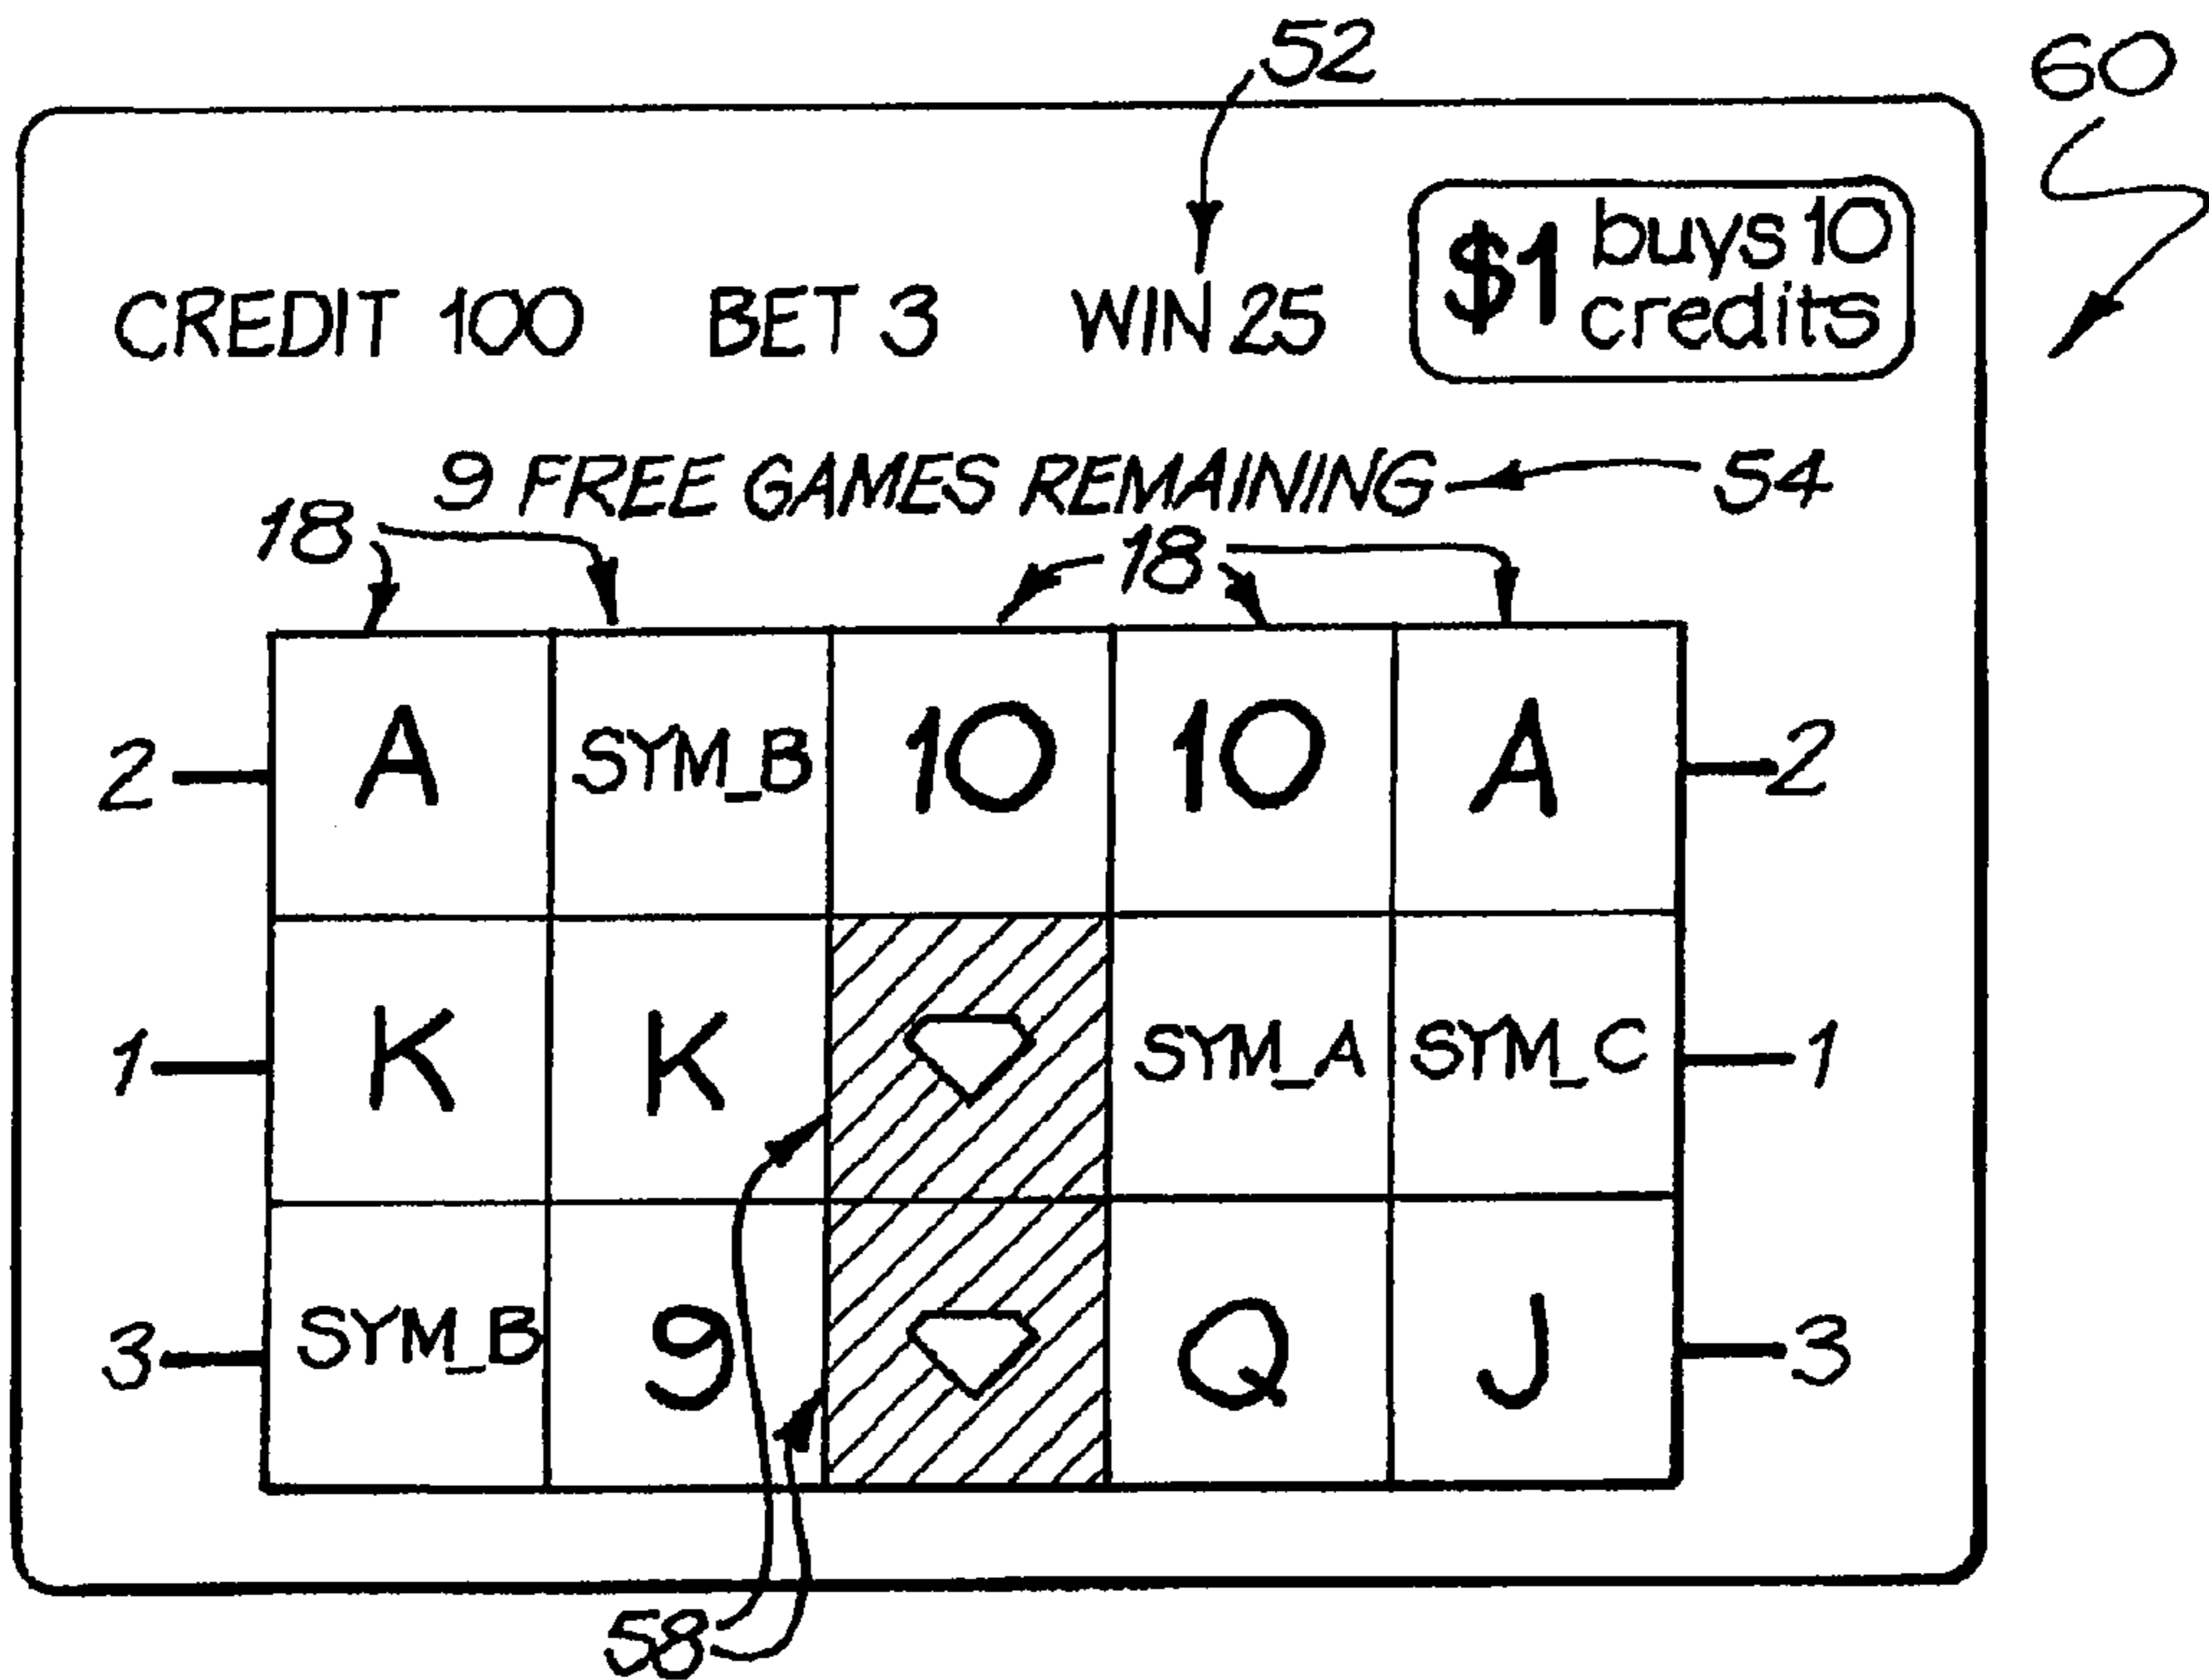 52
60
$1 buys 10
credits
CREDIT 100 BET 3 WIN 25
9 FREE GAMES REMAINING 54
18 18
2 A SYM_B 10 10 A 2
1 K K SYM_A SYM_C 1
3 SYM_B 9 Q J 3
58